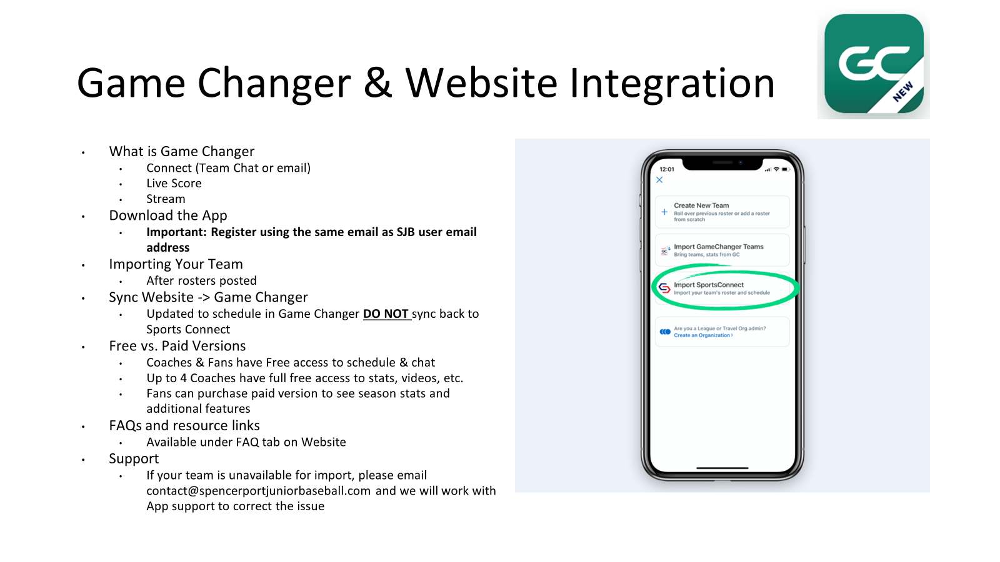 GC
NEW
Game Changer & Website Integration
• What is Game Changer
• Connect (Team Chat or email)
• Live Score
• Stream
• Download the App
• Important: Register using the same email as SJB user email
address
• Importing Your Team
• After rosters posted
• Sync Website -> Game Changer
• Updated to schedule in Game Changer DO NOT sync back to
Sports Connect
• Free vs. Paid Versions
• Coaches & Fans have Free access to schedule & chat
• Up to 4 Coaches have full free access to stats, videos, etc.
• Fans can purchase paid version to see season stats and
additional features
• FAQs and resource links
• Available under FAQ tab on Website
• Support
• If your team is unavailable for import, please email
contact@spencerportjuniorbaseball.com and we will work with
App support to correct the issue
12:01
Create New Team
Roll over previous roster or add a roster
from scratch
GC
Import GameChanger Teams
Bring teams, stats from GC
Import SportsConnect
Import your team's roster and schedule
Are you a League or Travel Org admin?
Create an Organization >